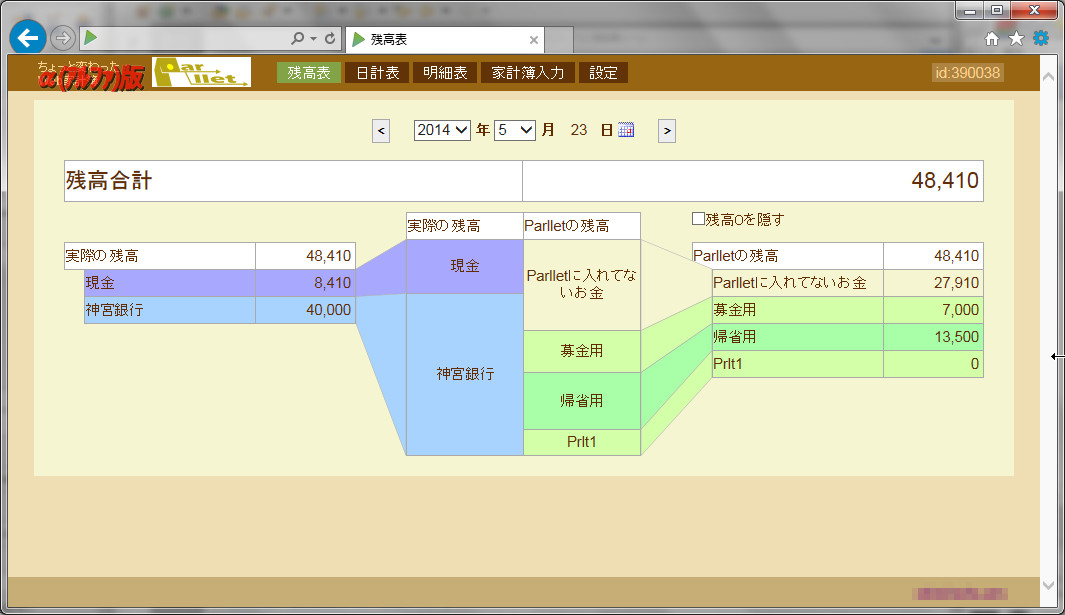 残高表
ちょっと変わった
α(アルファ)版
Parllet
残高表 日計表 明細表 家計簿入力 設定
id:390038
< 2014 年 5 月 23 日 >
残高合計 48,410
□残高0を隠す
実際の残高 48,410
現金 8,410
神宮銀行 40,000
実際の残高 Parlletの残高
現金
神宮銀行
Parlletに入れてな
いお金
募金用
帰省用
Prlt1
Parlletの残高 48,410
Parlletに入れてないお金 27,910
募金用 7,000
帰省用 13,500
Prlt1 0